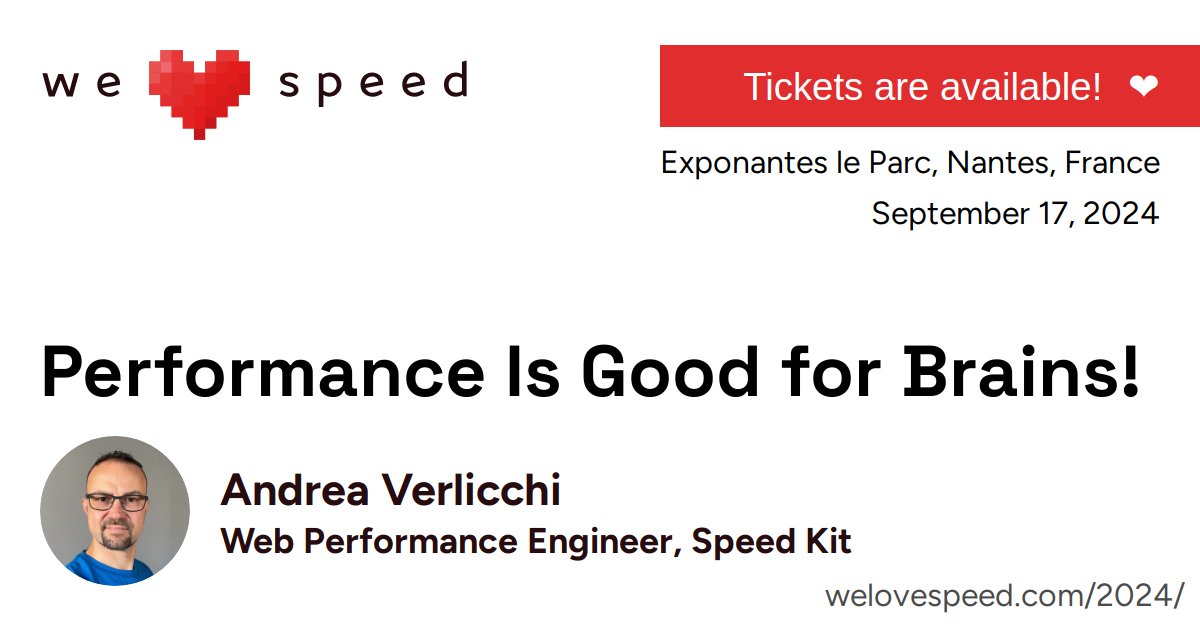 we ❤ speed
Tickets are available! ❤
Exponantes le Parc, Nantes, France
September 17, 2024
Performance Is Good for Brains!
Andrea Verlicchi
Web Performance Engineer, Speed Kit
welovespeed.com/2024/